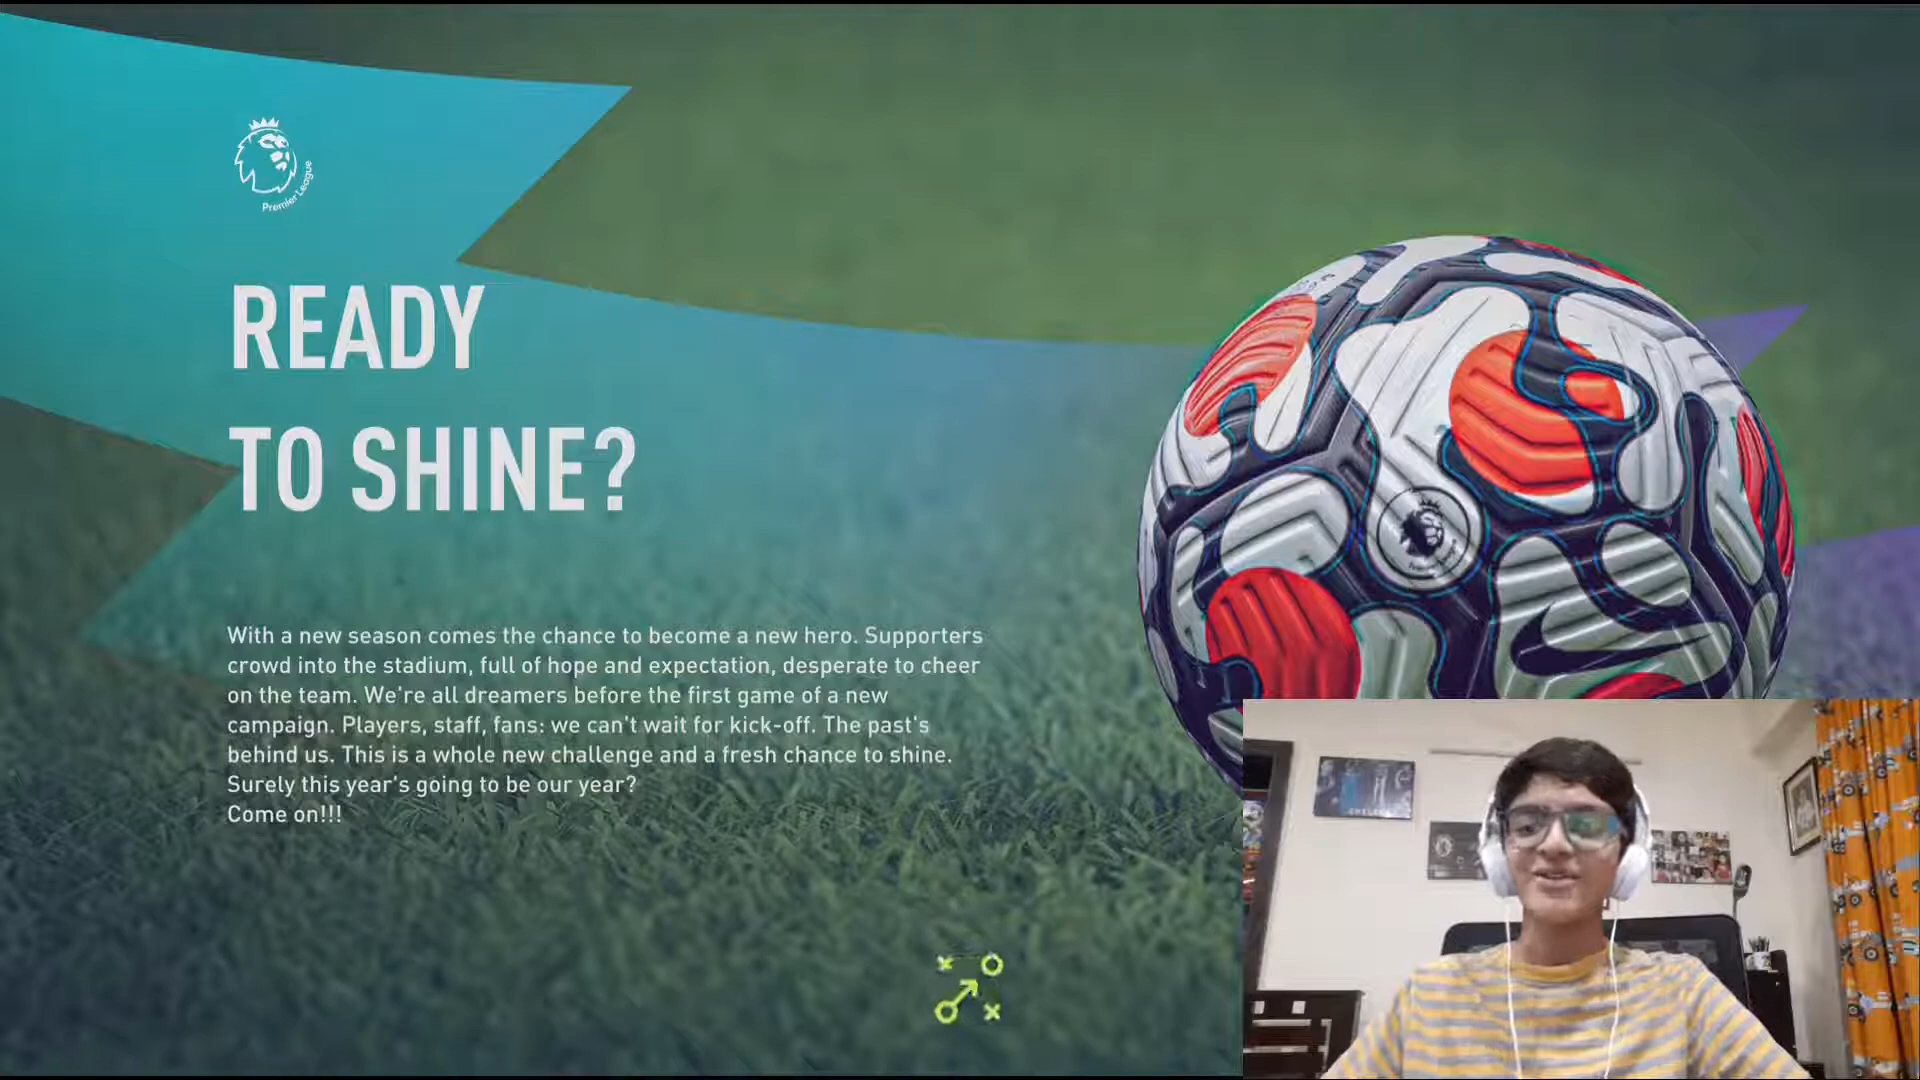 Premier League
READY
TO SHINE?
With a new season comes the chance to become a new hero. Supporters
crowd into the stadium, full of hope and expectation, desperate to cheer
on the team. We're all dreamers before the first game of a new
campaign. Players, staff, fans: we can't wait for kick-off. The past's
behind us. This is a whole new challenge and a fresh chance to shine.
Surely this year's going to be our year?
Come on!!!
CHELSEA